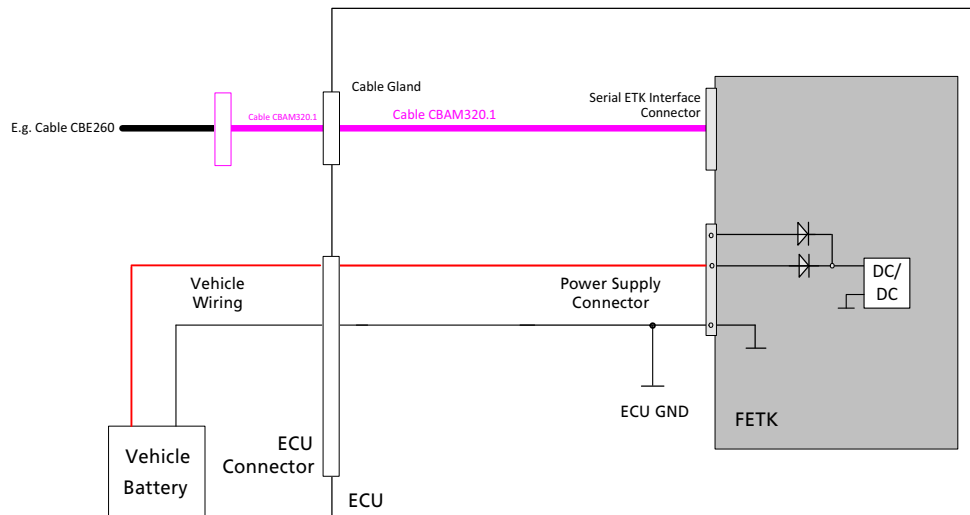 Cable Gland
Serial ETK Interface
Connector
E.g. Cable CBE260
Cable CBAM320.1
Cable CBAM320.1
Vehicle
Wiring
Power Supply
Connector
DC/
DC
ECU GND
FETK
ECU
Connector
Vehicle
Battery
ECU